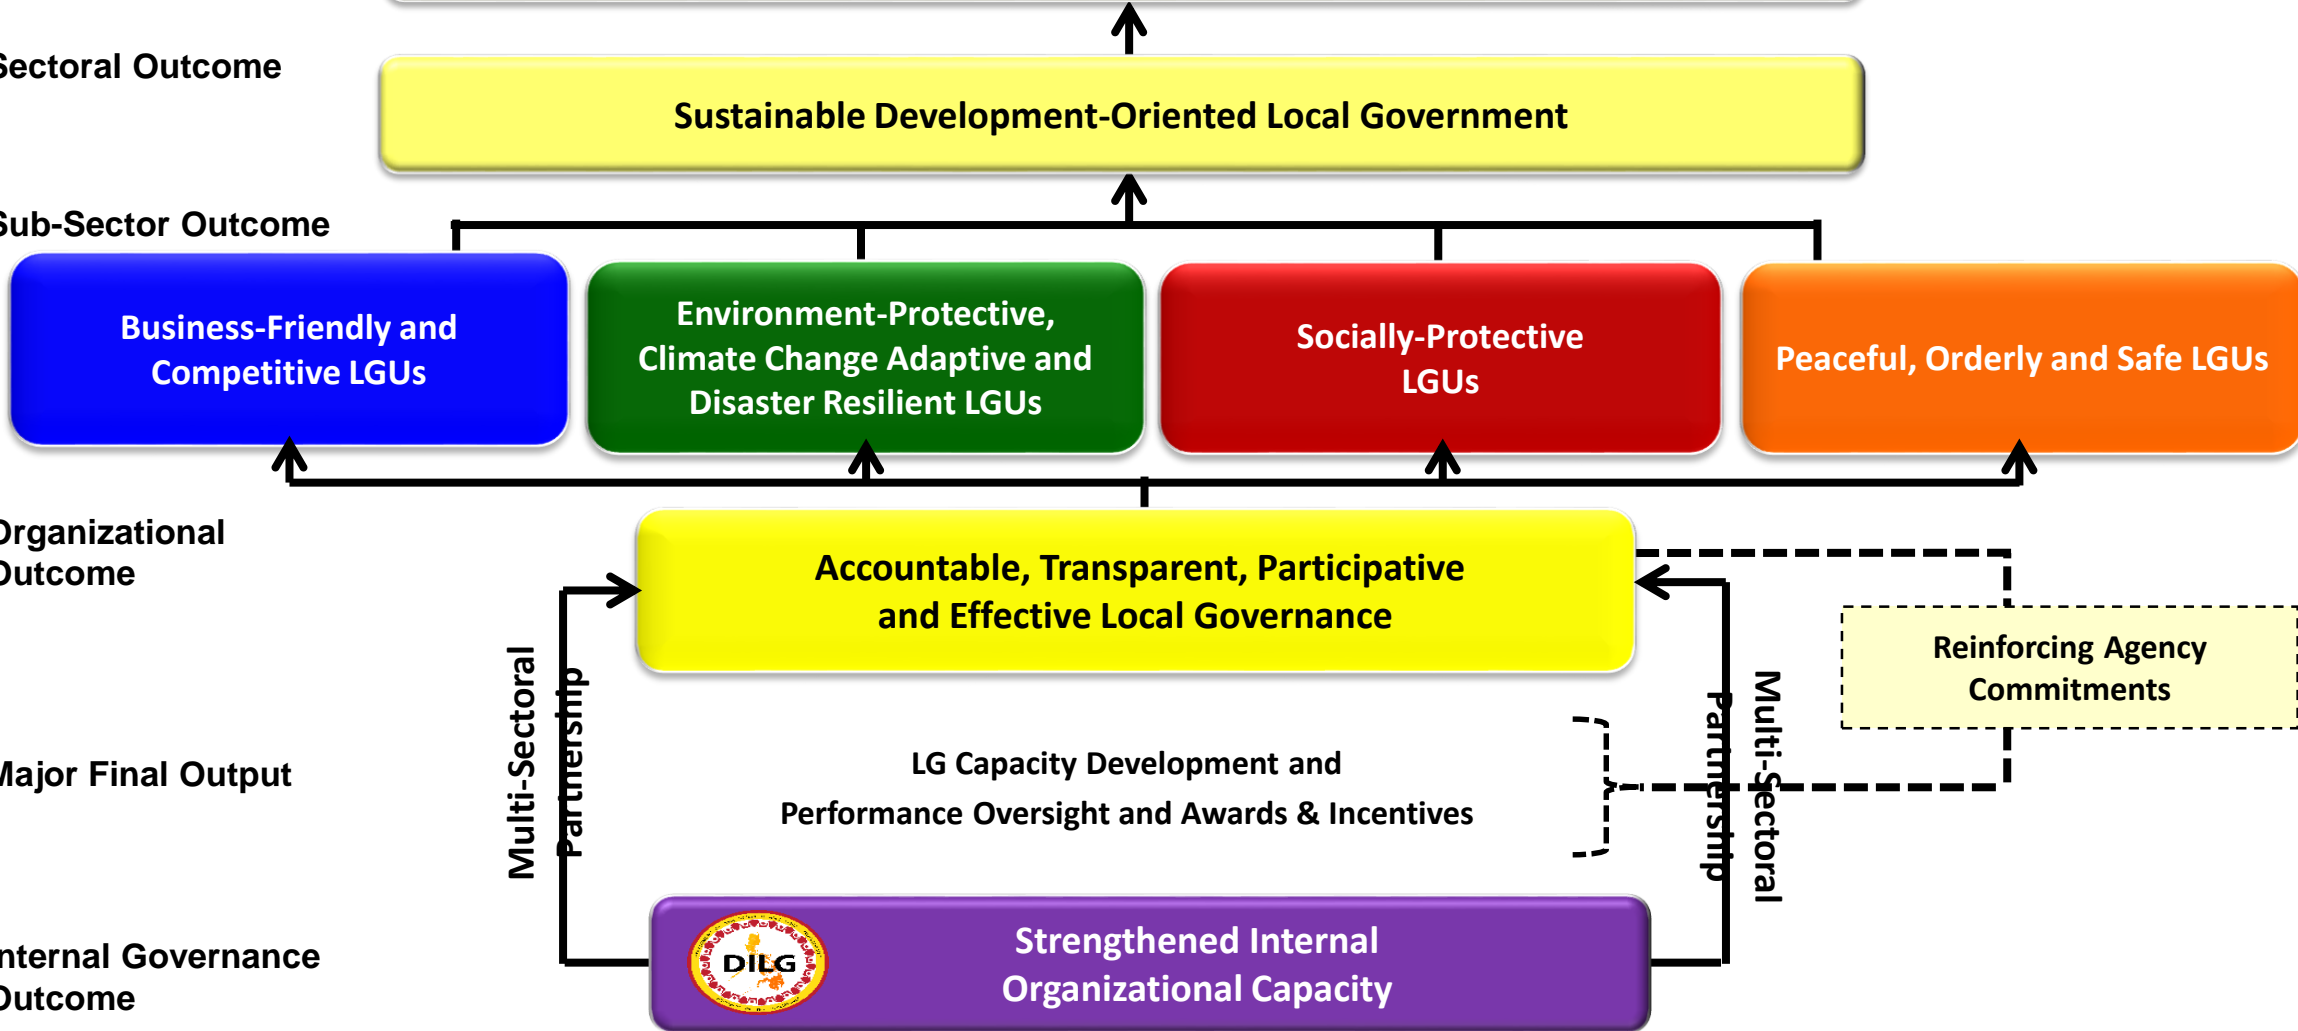 Sectoral Outcome
Sustainable Development-Oriented Local Government
Sub-Sector Outcome
Business-Friendly and
Competitive LGUs
Environment-Protective,
Climate Change Adaptive and
Disaster Resilient LGUs
Socially-Protective
LGUs
Peaceful, Orderly and Safe LGUs
Organizational
Outcome
Accountable, Transparent, Participative
and Effective Local Governance
Reinforcing Agency
Commitments
Multi-Sectoral
Partnership
Multi-Sectoral
Partnership
Major Final Output
LG Capacity Development and
Performance Oversight and Awards & Incentives
Internal Governance
Outcome
DILG
Strengthened Internal
Organizational Capacity